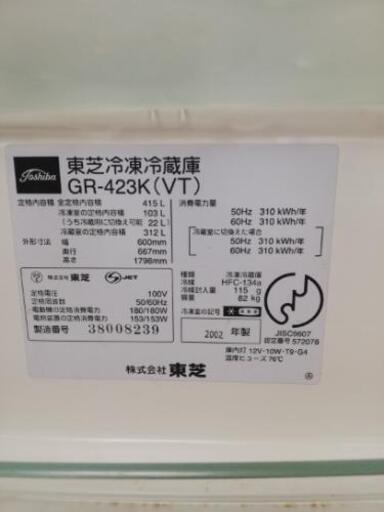 Toshiba
東芝冷凍冷蔵庫
GR-423K(VT)
定格内容積 全定格内容積 415 L
冷凍室の定格内容積 103 L
(うち冷蔵用に切換え可能 22 L)
冷蔵室の定格内容積 312 L
外形寸法 幅 600mm
奥行 667mm
高さ 1798mm
消費電力量
50Hz 310 kWh/年
60Hz 310 kWh/年
冷蔵室に切換えた場合
50Hz 310 kWh/年
60Hz 310 kWh/年
株式会社 東芝 JET
定格電圧 100V
定格周波数 50/60Hz
電動機の定格消費電力 180/180W
電熱装置の定格消費電力 153/153W
製造番号 38008239
種類 冷凍冷蔵庫
冷媒 HFC-134a
冷媒封入量 115 g
質量 82 kg
冷凍室の記号
2002 年製
JISC9607
認定番号 572076
庫内灯 12V-10W-T9-G4
温度ヒューズ 76℃
株式会社 東芝